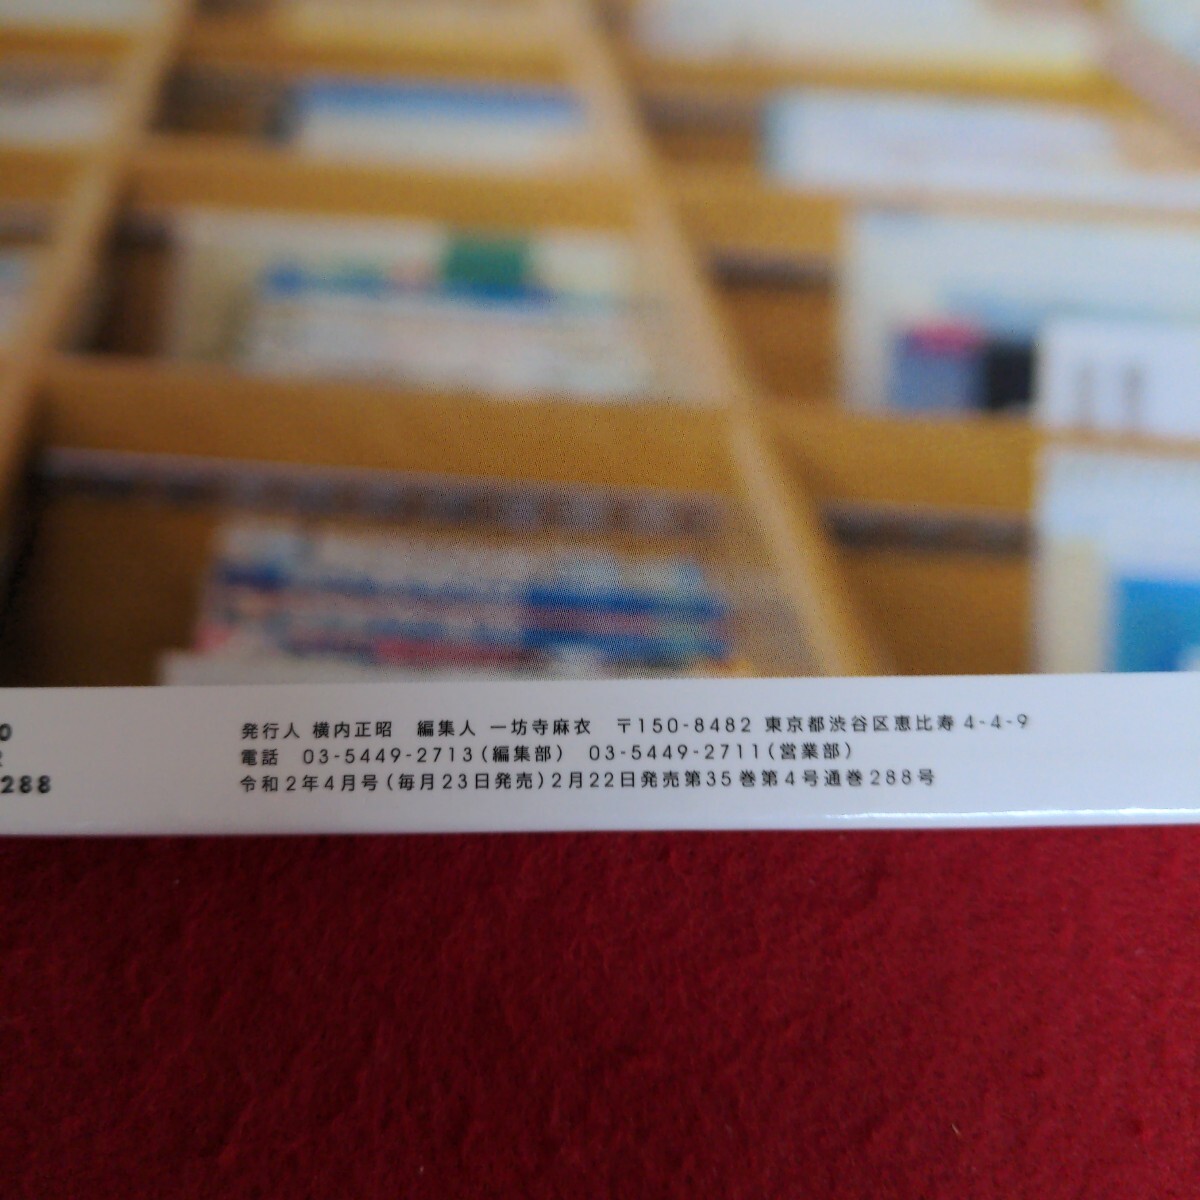 0
288
発行人 横内正昭　編集人 一坊寺麻衣　〒150-8482 東京都渋谷区恵比寿4-4-9
電話　03-5449-2713(編集部)　03-5449-2711(営業部)
令和2年4月号(毎月23日発売)2月22日発売第35巻第4号通巻288号